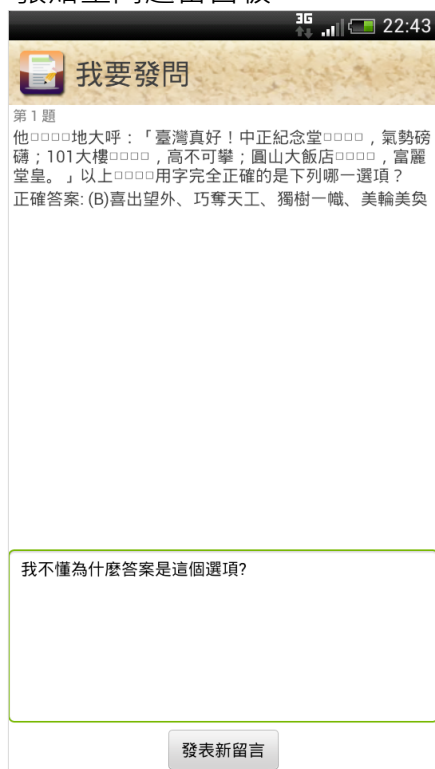 3G 22:43
我要發問
第 1 題
他□□□□地大呼：「臺灣真好！中正紀念堂□□□□，氣勢磅
礴；101大樓□□□□，高不可攀；圓山大飯店□□□□，富麗
堂皇。」以上□□□□用字完全正確的是下列哪一選項？
正確答案: (B)喜出望外、巧奪天工、獨樹一幟、美輪美奐
我不懂為什麼答案是這個選項?
發表新留言